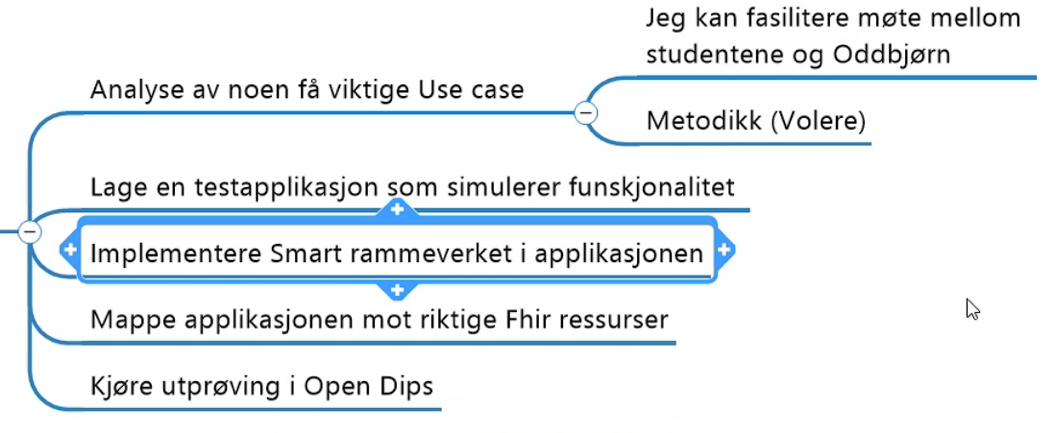 Jeg kan fasilitere møte mellom
studentene og Oddbjørn
Analyse av noen få viktige Use case
Metodikk (Volere)
Lage en testapplikasjon som simulerer funskjonalitet
Implementere Smart rammeverket i applikasjonen
Mappe applikasjonen mot riktige Fhir ressurser
Kjøre utprøving i Open Dips